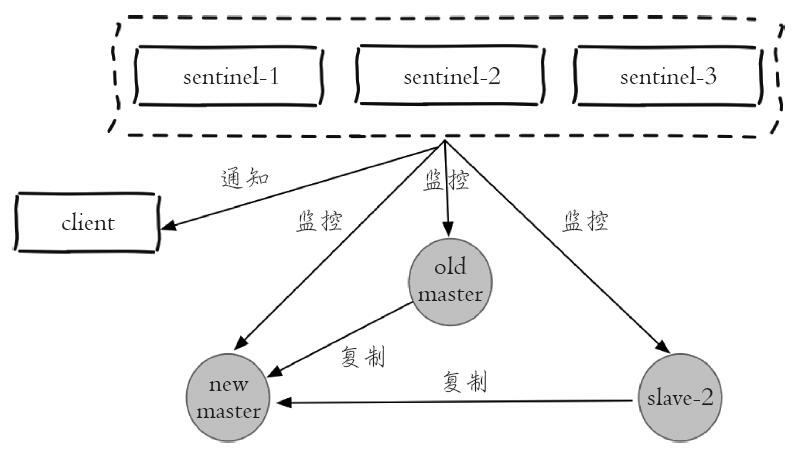 sentinel-1
sentinel-2
sentinel-3
通知
监控
监控
监控
client
old
master
复制
复制
new
master
slave-2